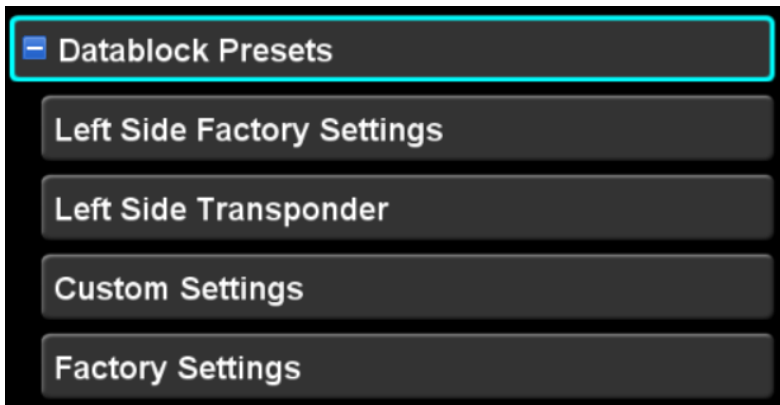 Datablock Presets
Left Side Factory Settings
Left Side Transponder
Custom Settings
Factory Settings